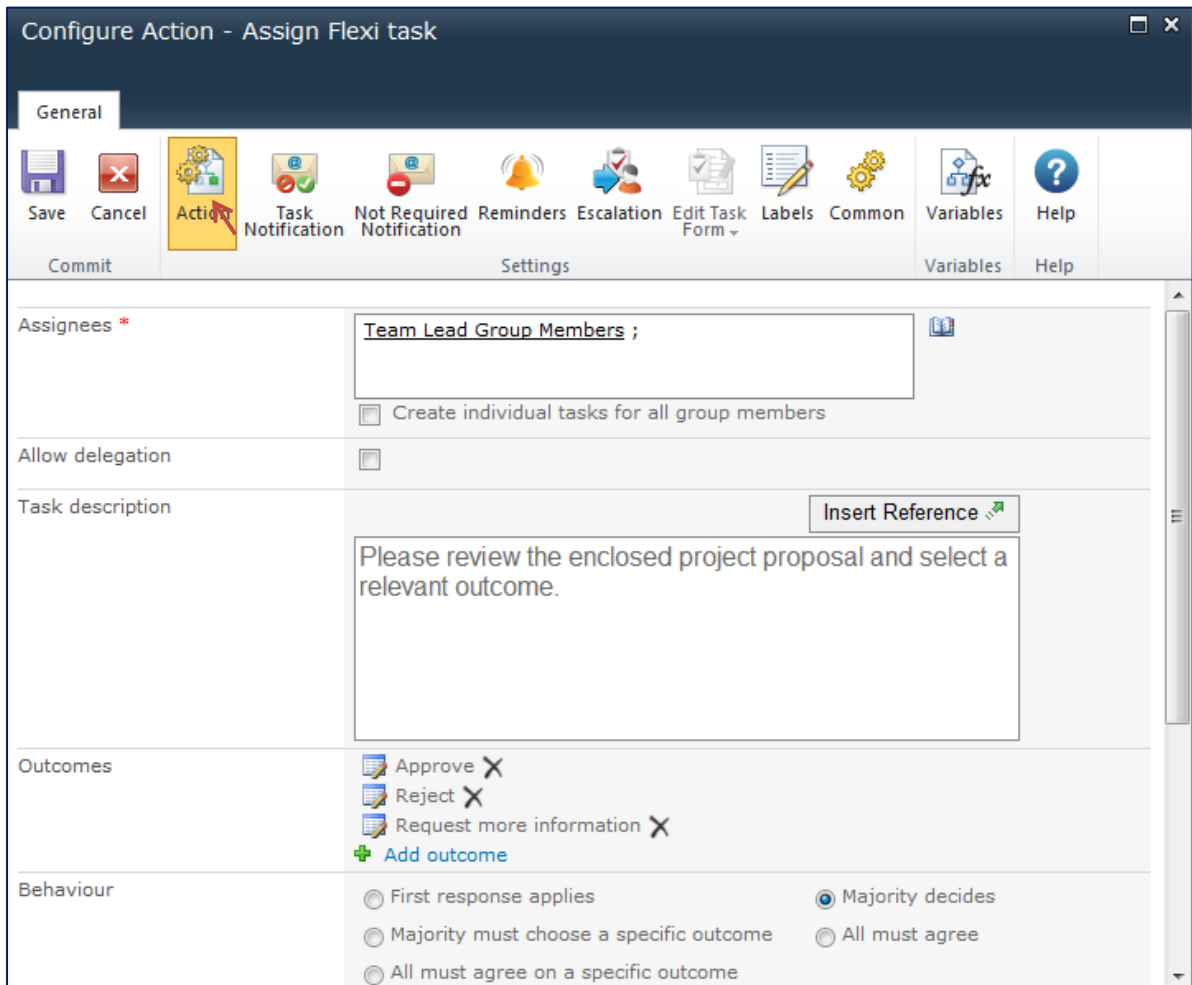 Configure Action - Assign Flexi task
General
Save
Cancel
Action
Task Notification
Not Required Notification
Reminders
Escalation
Edit Task Form
Labels
Common
Variables
Help
Commit
Settings
Variables
Help
Assignees *
Team Lead Group Members ;
Create individual tasks for all group members
Allow delegation
Task description
Insert Reference
Please review the enclosed project proposal and select a
relevant outcome.
Outcomes
Approve
Reject
Request more information
Add outcome
Behaviour
First response applies
Majority decides
Majority must choose a specific outcome
All must agree
All must agree on a specific outcome